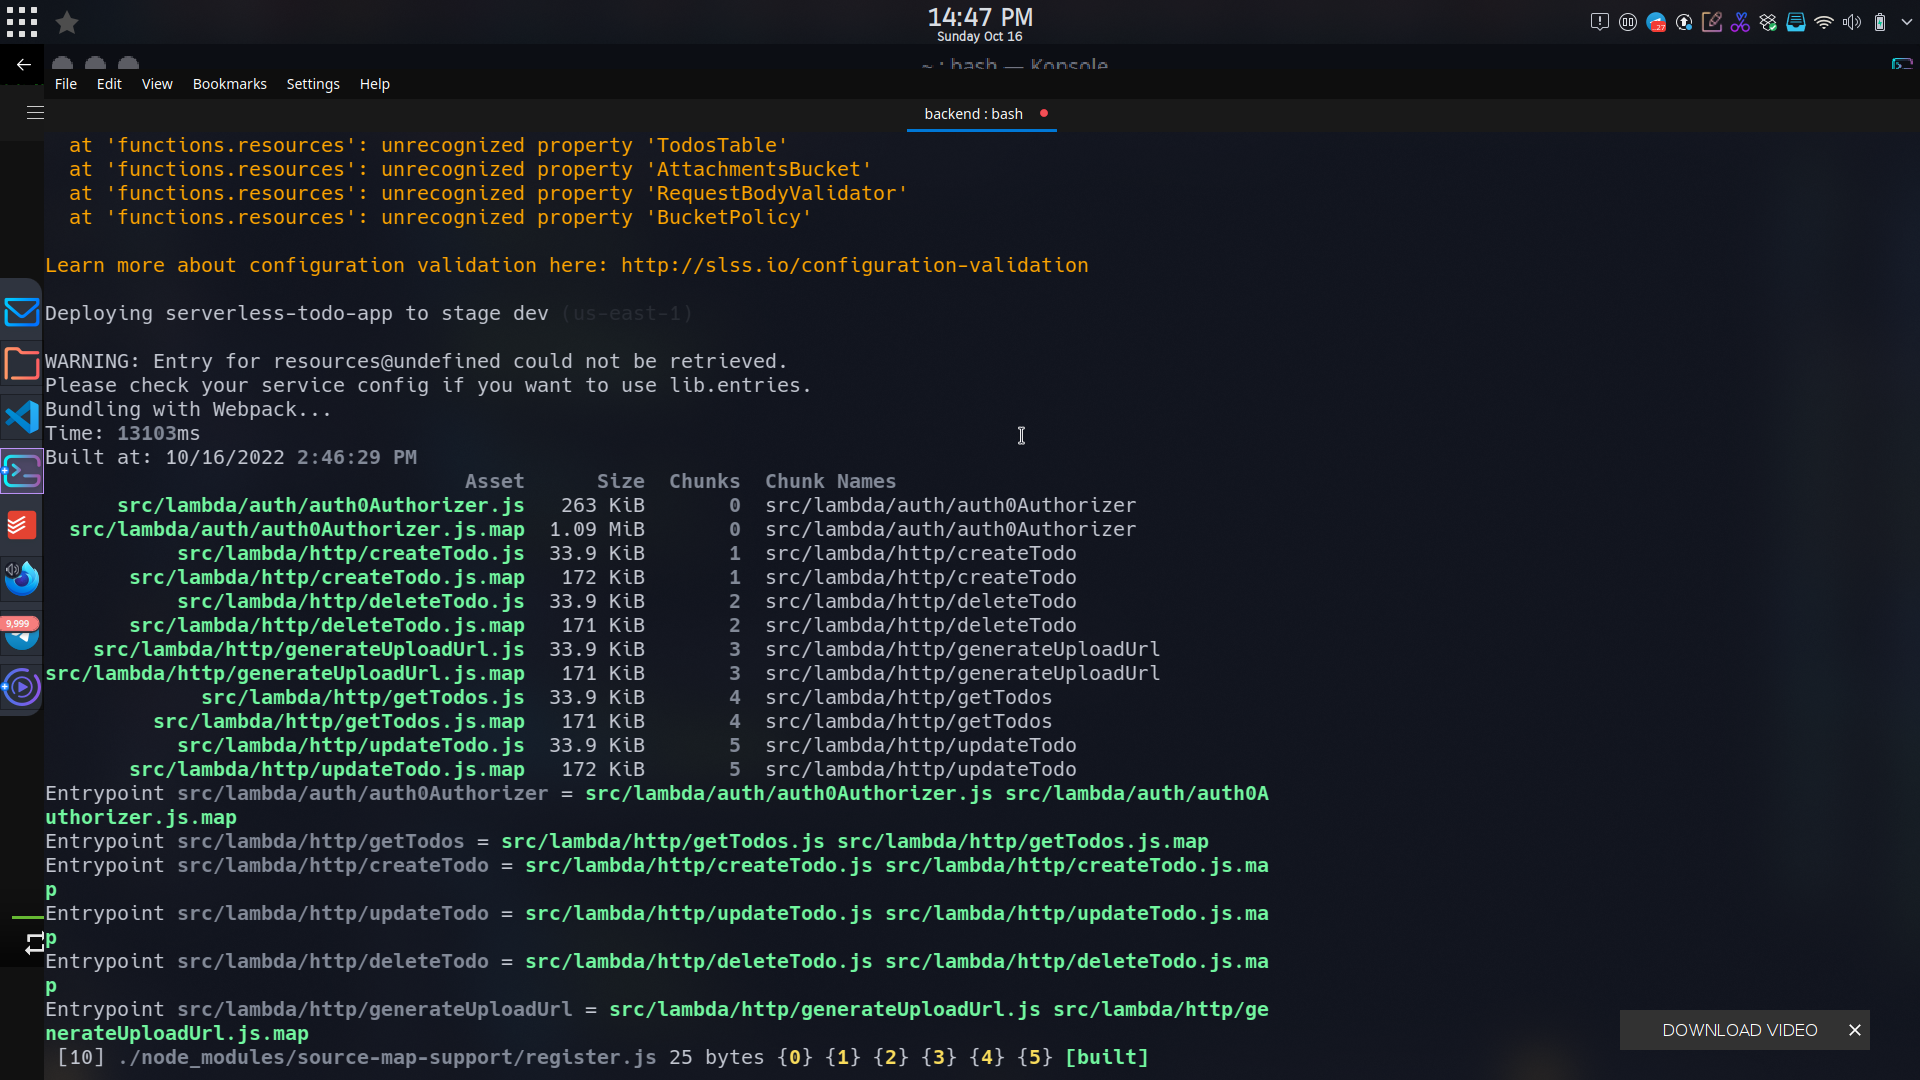 14:47 PM
Sunday Oct 16
27
~ : bash — Konsole
File Edit View Bookmarks Settings Help
backend : bash
at 'functions.resources': unrecognized property 'TodosTable'
at 'functions.resources': unrecognized property 'AttachmentsBucket'
at 'functions.resources': unrecognized property 'RequestBodyValidator'
at 'functions.resources': unrecognized property 'BucketPolicy'
Learn more about configuration validation here: http://slss.io/configuration-validation
Deploying serverless-todo-app to stage dev (us-east-1)
WARNING: Entry for resources@undefined could not be retrieved.
Please check your service config if you want to use lib.entries.
Bundling with Webpack...
Time: 13103ms
Built at: 10/16/2022 2:46:29 PM
Asset Size Chunks Chunk Names
src/lambda/auth/auth0Authorizer.js 263 KiB 0 src/lambda/auth/auth0Authorizer
src/lambda/auth/auth0Authorizer.js.map 1.09 MiB 0 src/lambda/auth/auth0Authorizer
src/lambda/http/createTodo.js 33.9 KiB 1 src/lambda/http/createTodo
src/lambda/http/createTodo.js.map 172 KiB 1 src/lambda/http/createTodo
src/lambda/http/deleteTodo.js 33.9 KiB 2 src/lambda/http/deleteTodo
src/lambda/http/deleteTodo.js.map 171 KiB 2 src/lambda/http/deleteTodo
src/lambda/http/generateUploadUrl.js 33.9 KiB 3 src/lambda/http/generateUploadUrl
src/lambda/http/generateUploadUrl.js.map 171 KiB 3 src/lambda/http/generateUploadUrl
src/lambda/http/getTodos.js 33.9 KiB 4 src/lambda/http/getTodos
src/lambda/http/getTodos.js.map 171 KiB 4 src/lambda/http/getTodos
src/lambda/http/updateTodo.js 33.9 KiB 5 src/lambda/http/updateTodo
src/lambda/http/updateTodo.js.map 172 KiB 5 src/lambda/http/updateTodo
Entrypoint src/lambda/auth/auth0Authorizer = src/lambda/auth/auth0Authorizer.js src/lambda/auth/auth0A
uthorizer.js.map
Entrypoint src/lambda/http/getTodos = src/lambda/http/getTodos.js src/lambda/http/getTodos.js.map
Entrypoint src/lambda/http/createTodo = src/lambda/http/createTodo.js src/lambda/http/createTodo.js.ma
p
Entrypoint src/lambda/http/updateTodo = src/lambda/http/updateTodo.js src/lambda/http/updateTodo.js.ma
p
Entrypoint src/lambda/http/deleteTodo = src/lambda/http/deleteTodo.js src/lambda/http/deleteTodo.js.ma
p
Entrypoint src/lambda/http/generateUploadUrl = src/lambda/http/generateUploadUrl.js src/lambda/http/ge
nerateUploadUrl.js.map
[10] ./node_modules/source-map-support/register.js 25 bytes {0} {1} {2} {3} {4} {5} [built]
9,999
DOWNLOAD VIDEO